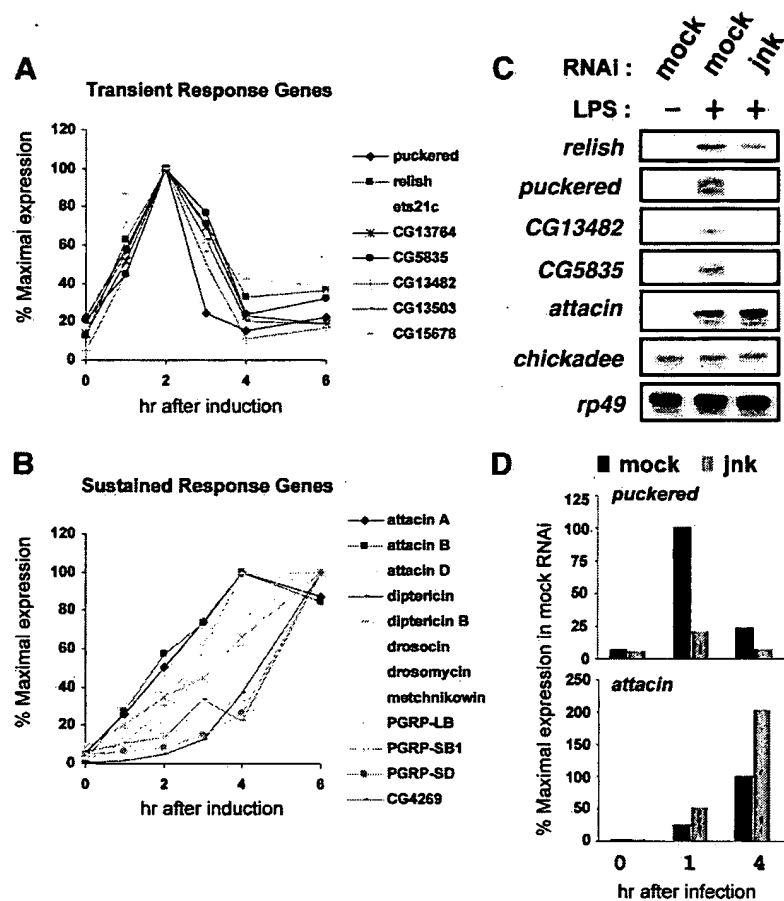 A
Transient Response Genes
120
100
80
60
40
20
0
% Maximal expression
0
2
4
6
hr after induction
puckered
relish
ets21c
CG13764
CG5835
CG13482
CG13503
CG15678
B
Sustained Response Genes
120
100
80
60
40
20
0
% Maximal expression
0
2
4
6
hr after induction
attacin A
attacin B
attacin D
diptericin
diptericin B
drosocin
drosomycin
metchnikowin
PGRP-LB
PGRP-SB1
PGRP-SD
CG4269
C
RNAi : mock mock jnk
LPS : – + +
relish
puckered
CG13482
CG5835
attacin
chickadee
rp49
D
mock jnk
puckered
125
100
75
50
25
0
attacin
250
200
150
100
50
0
% Maximal expression in mock RNAi
0 1 4
hr after infection